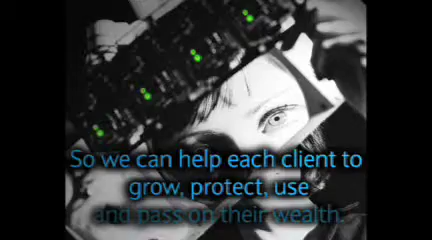 So we can help each client to
grow, protect, use
and pass on their wealth.